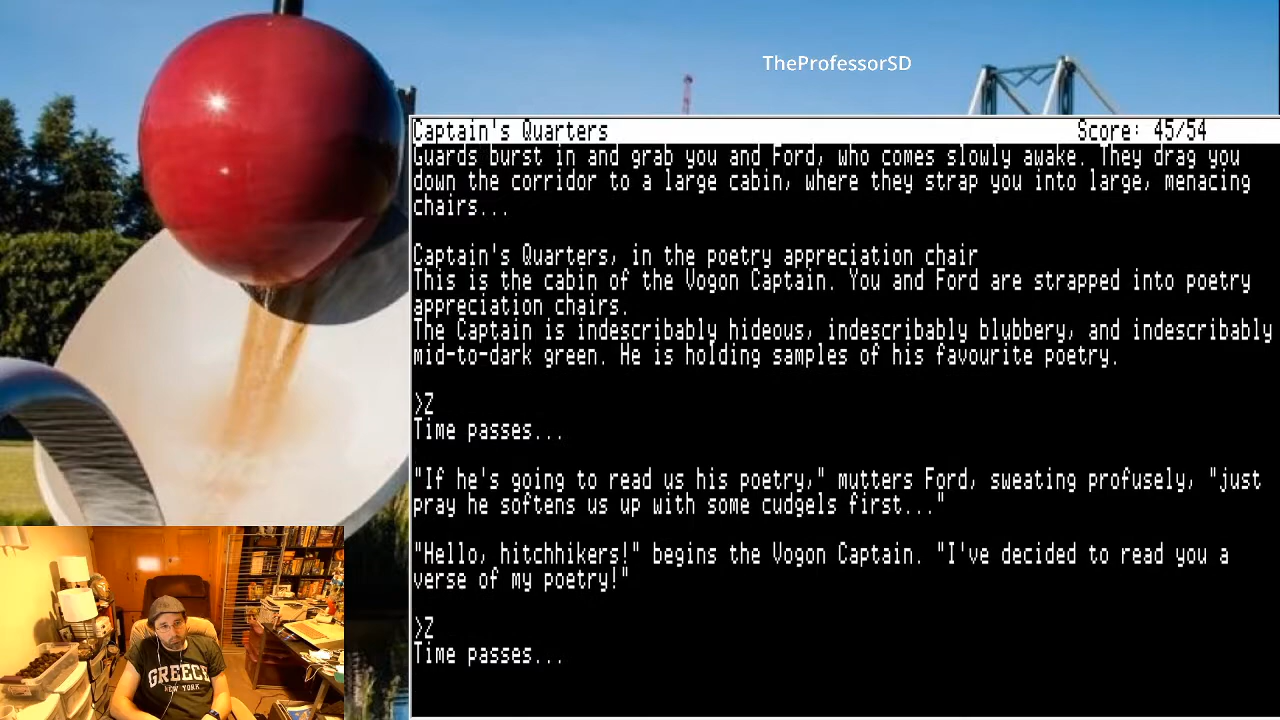 TheProfessorSD
Captain's Quarters Score: 45/54
Guards burst in and grab you and Ford, who comes slowly awake. They drag you
down the corridor to a large cabin, where they strap you into large, menacing
chairs...
Captain's Quarters, in the poetry appreciation chair
This is the cabin of the Vogon Captain. You and Ford are strapped into poetry
appreciation chairs.
The Captain is indescribably hideous, indescribably blubbery, and indescribably
mid-to-dark green. He is holding samples of his favourite poetry.
>Z
Time passes...
"If he's going to read us his poetry," mutters Ford, sweating profusely, "just
pray he softens us up with some cudgels first..."
"Hello, hitchhikers!" begins the Vogon Captain. "I've decided to read you a
verse of my poetry!"
>Z
Time passes...
GREECE
NEW YORK